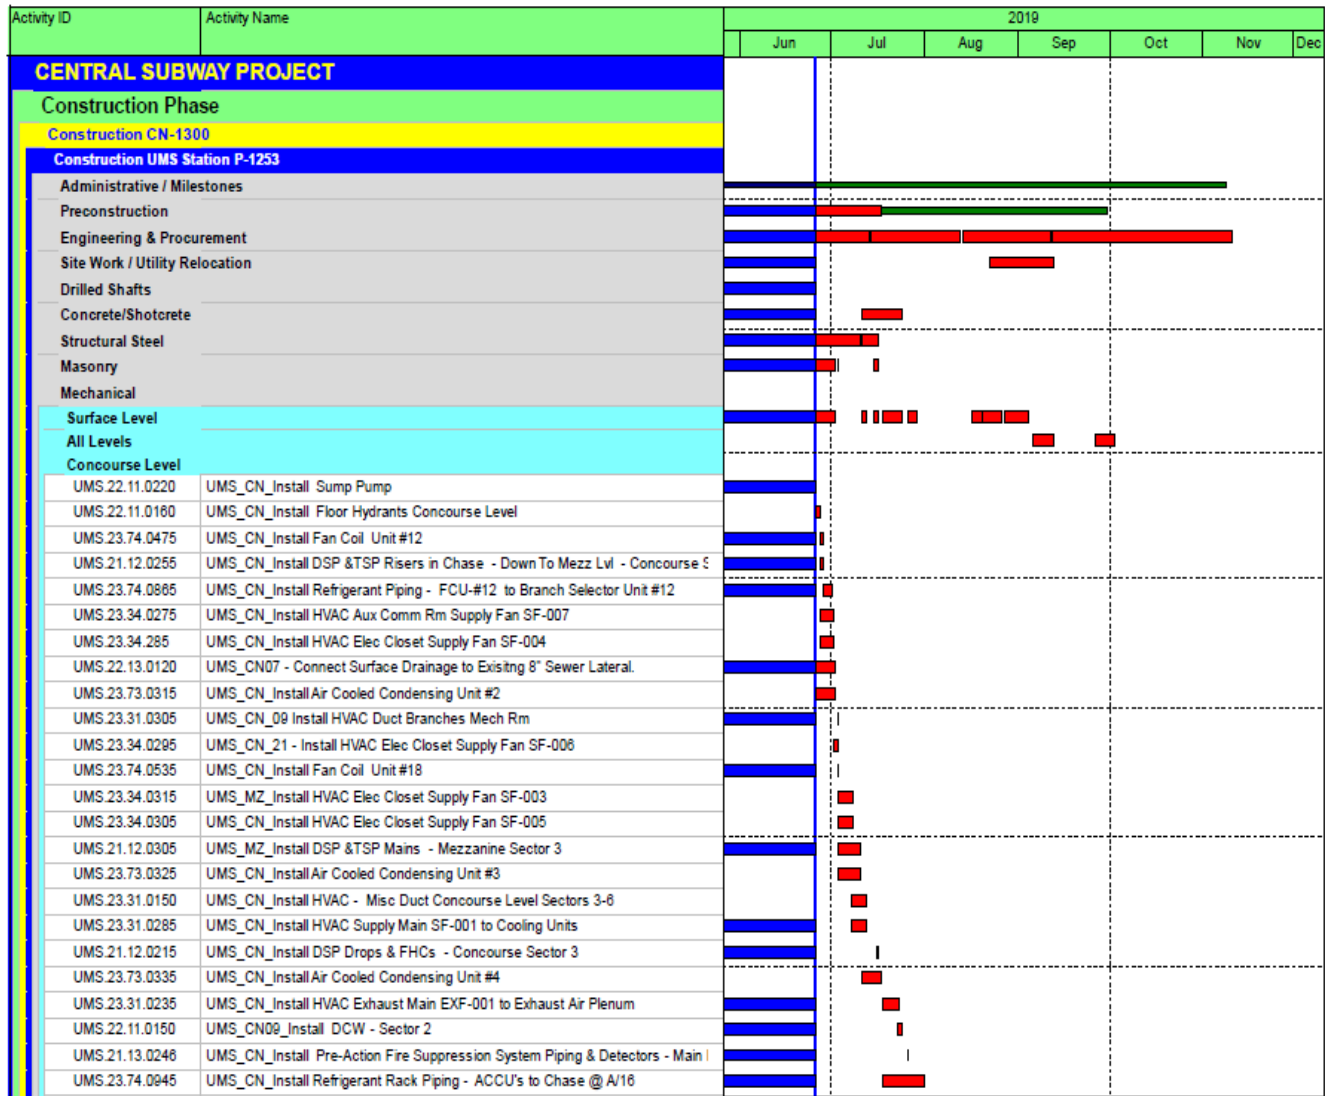 Activity ID Activity Name 2019
Jun Jul Aug Sep Oct Nov Dec
CENTRAL SUBWAY PROJECT
Construction Phase
Construction CN-1300
Construction UMS Station P-1253
Administrative / Milestones
Preconstruction
Engineering & Procurement
Site Work / Utility Relocation
Drilled Shafts
Concrete/Shotcrete
Structural Steel
Masonry
Mechanical
Surface Level
All Levels
Concourse Level
UMS.22.11.0220 UMS_CN_Install Sump Pump
UMS.22.11.0160 UMS_CN_Install Floor Hydrants Concourse Level
UMS.23.74.0475 UMS_CN_Install Fan Coil Unit #12
UMS.21.12.0255 UMS_CN_Install DSP &TSP Risers in Chase - Down To Mezz Lvl - Concourse S
UMS.23.74.0865 UMS_CN_Install Refrigerant Piping - FCU-#12 to Branch Selector Unit #12
UMS.23.34.0275 UMS_CN_Install HVAC Aux Comm Rm Supply Fan SF-007
UMS.23.34.285 UMS_CN_Install HVAC Elec Closet Supply Fan SF-004
UMS.22.13.0120 UMS_CN07 - Connect Surface Drainage to Exisitng 8" Sewer Lateral.
UMS.23.73.0315 UMS_CN_Install Air Cooled Condensing Unit #2
UMS.23.31.0305 UMS_CN_09 Install HVAC Duct Branches Mech Rm
UMS.23.34.0295 UMS_CN_21 - Install HVAC Elec Closet Supply Fan SF-006
UMS.23.74.0535 UMS_CN_Install Fan Coil Unit #18
UMS.23.34.0315 UMS_MZ_Install HVAC Elec Closet Supply Fan SF-003
UMS.23.34.0305 UMS_CN_Install HVAC Elec Closet Supply Fan SF-005
UMS.21.12.0305 UMS_MZ_Install DSP &TSP Mains - Mezzanine Sector 3
UMS.23.73.0325 UMS_CN_Install Air Cooled Condensing Unit #3
UMS.23.31.0150 UMS_CN_Install HVAC - Misc Duct Concourse Level Sectors 3-6
UMS.23.31.0285 UMS_CN_Install HVAC Supply Main SF-001 to Cooling Units
UMS.21.12.0215 UMS_CN_Install DSP Drops & FHCs - Concourse Sector 3
UMS.23.73.0335 UMS_CN_Install Air Cooled Condensing Unit #4
UMS.23.31.0235 UMS_CN_Install HVAC Exhaust Main EXF-001 to Exhaust Air Plenum
UMS.22.11.0150 UMS_CN09_Install DCW - Sector 2
UMS.21.13.0246 UMS_CN_Install Pre-Action Fire Suppression System Piping & Detectors - Main
UMS.23.74.0945 UMS_CN_Install Refrigerant Rack Piping - ACCU's to Chase @ A/16